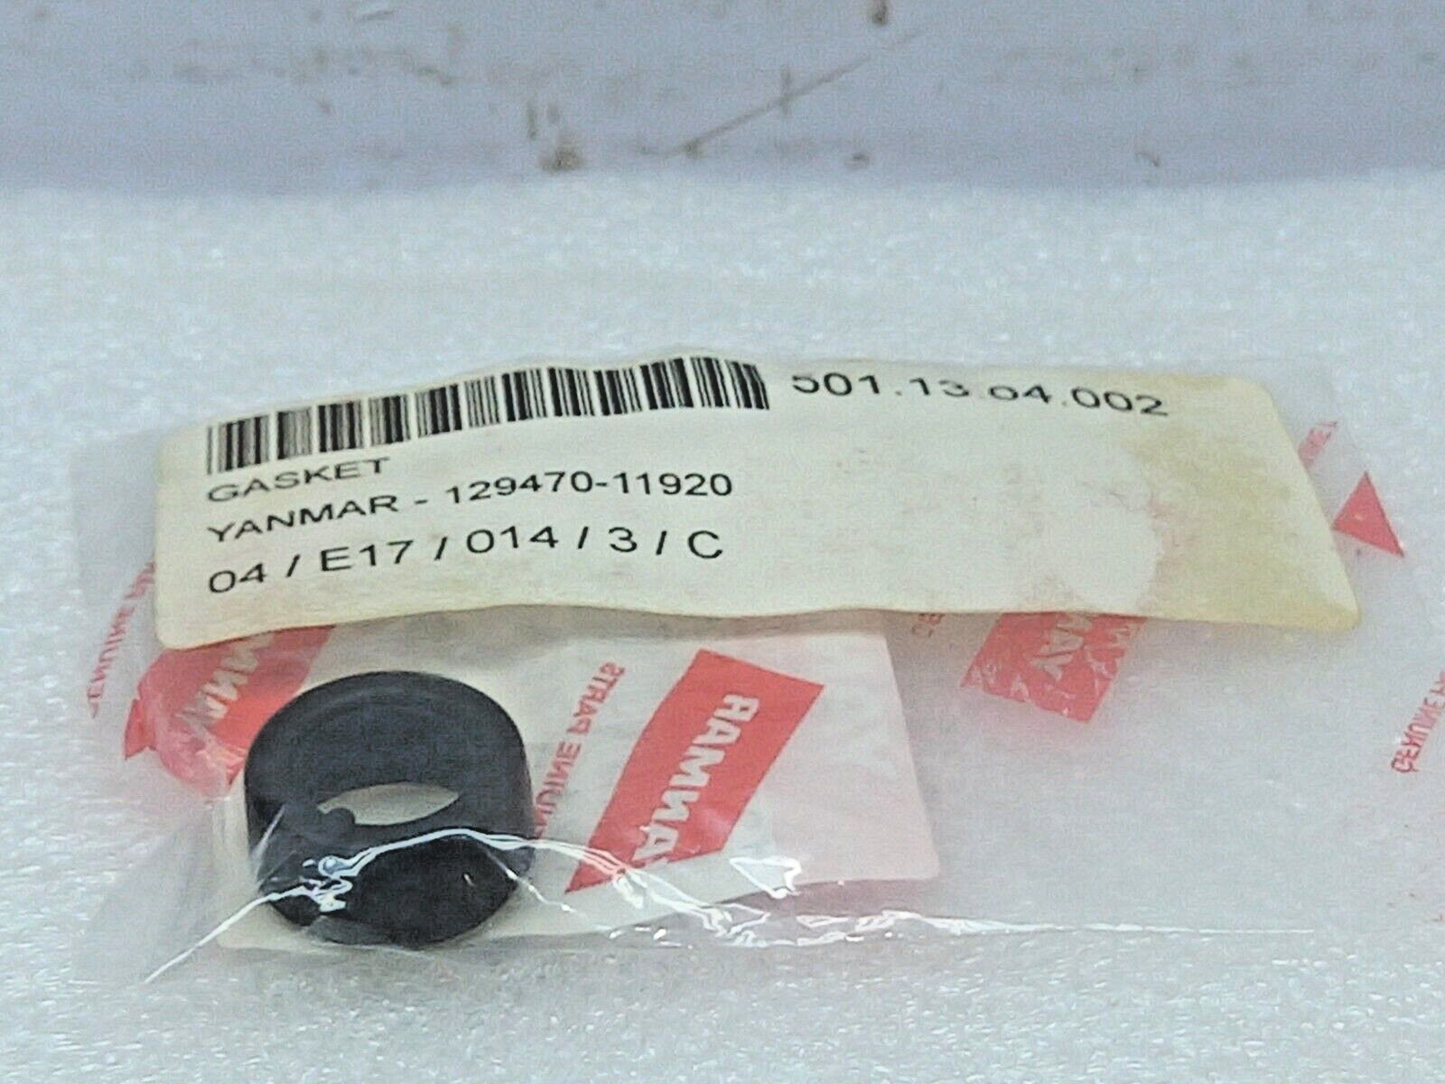 501.13.04.002
GASKET
YANMAR - 129470-11920
04 / E17 / 014 / 3 / C
GENUINE PARTS
YANMAR